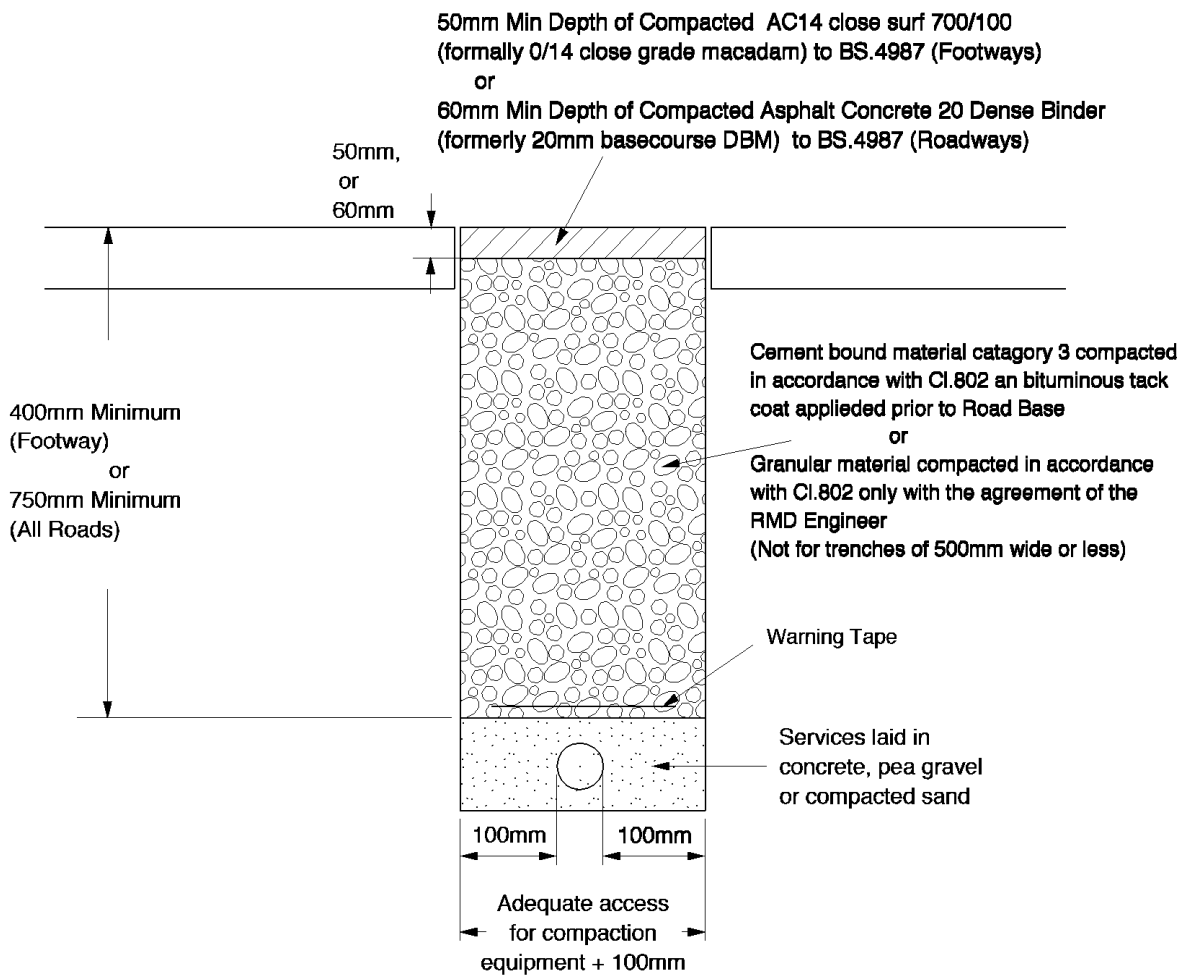 50mm Min Depth of Compacted AC14 close surf 700/100
(formally 0/14 close grade macadam) to BS.4987 (Footways)
or
60mm Min Depth of Compacted Asphalt Concrete 20 Dense Binder
(formerly 20mm basecourse DBM) to BS.4987 (Roadways)
50mm,
or
60mm
400mm Minimum
(Footway)
or
750mm Minimum
(All Roads)
Cement bound material catagory 3 compacted
in accordance with Cl.802 an bituminous tack
coat applieded prior to Road Base
or
Granular material compacted in accordance
with Cl.802 only with the agreement of the
RMD Engineer
(Not for trenches of 500mm wide or less)
Warning Tape
Services laid in
concrete, pea gravel
or compacted sand
100mm
100mm
Adequate access
for compaction
equipment + 100mm